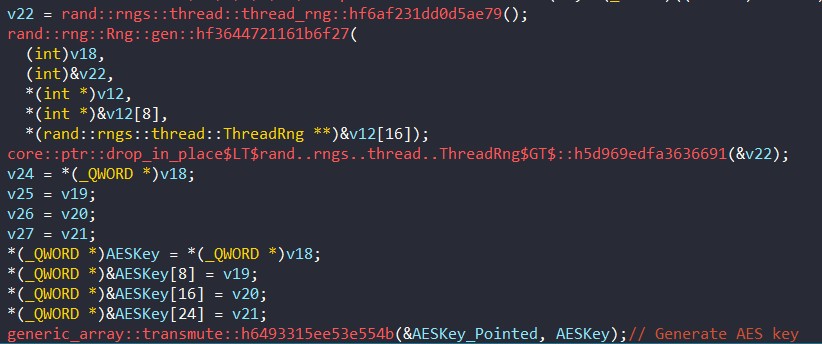 v22 = rand::rngs::thread::thread_rng::hf6af231dd0d5ae79();
rand::rng::Rng::gen::hf3644721161b6f27(
(int)v18,
(int)&v22,
*(int *)v12,
*(int *)&v12[8],
*(rand::rngs::thread::ThreadRng **)&v12[16]);
core::ptr::drop_in_place$LT$rand..rngs..thread..ThreadRng$GT$::h5d969edfa3636691(&v22);
v24 = *(_QWORD *)v18;
v25 = v19;
v26 = v20;
v27 = v21;
*(_QWORD *)AESKey = *(_QWORD *)v18;
*(_QWORD *)&AESKey[8] = v19;
*(_QWORD *)&AESKey[16] = v20;
*(_QWORD *)&AESKey[24] = v21;
generic_array::transmute::h6493315ee53e554b(&AESKey_Pointed, AESKey);// Generate AES key